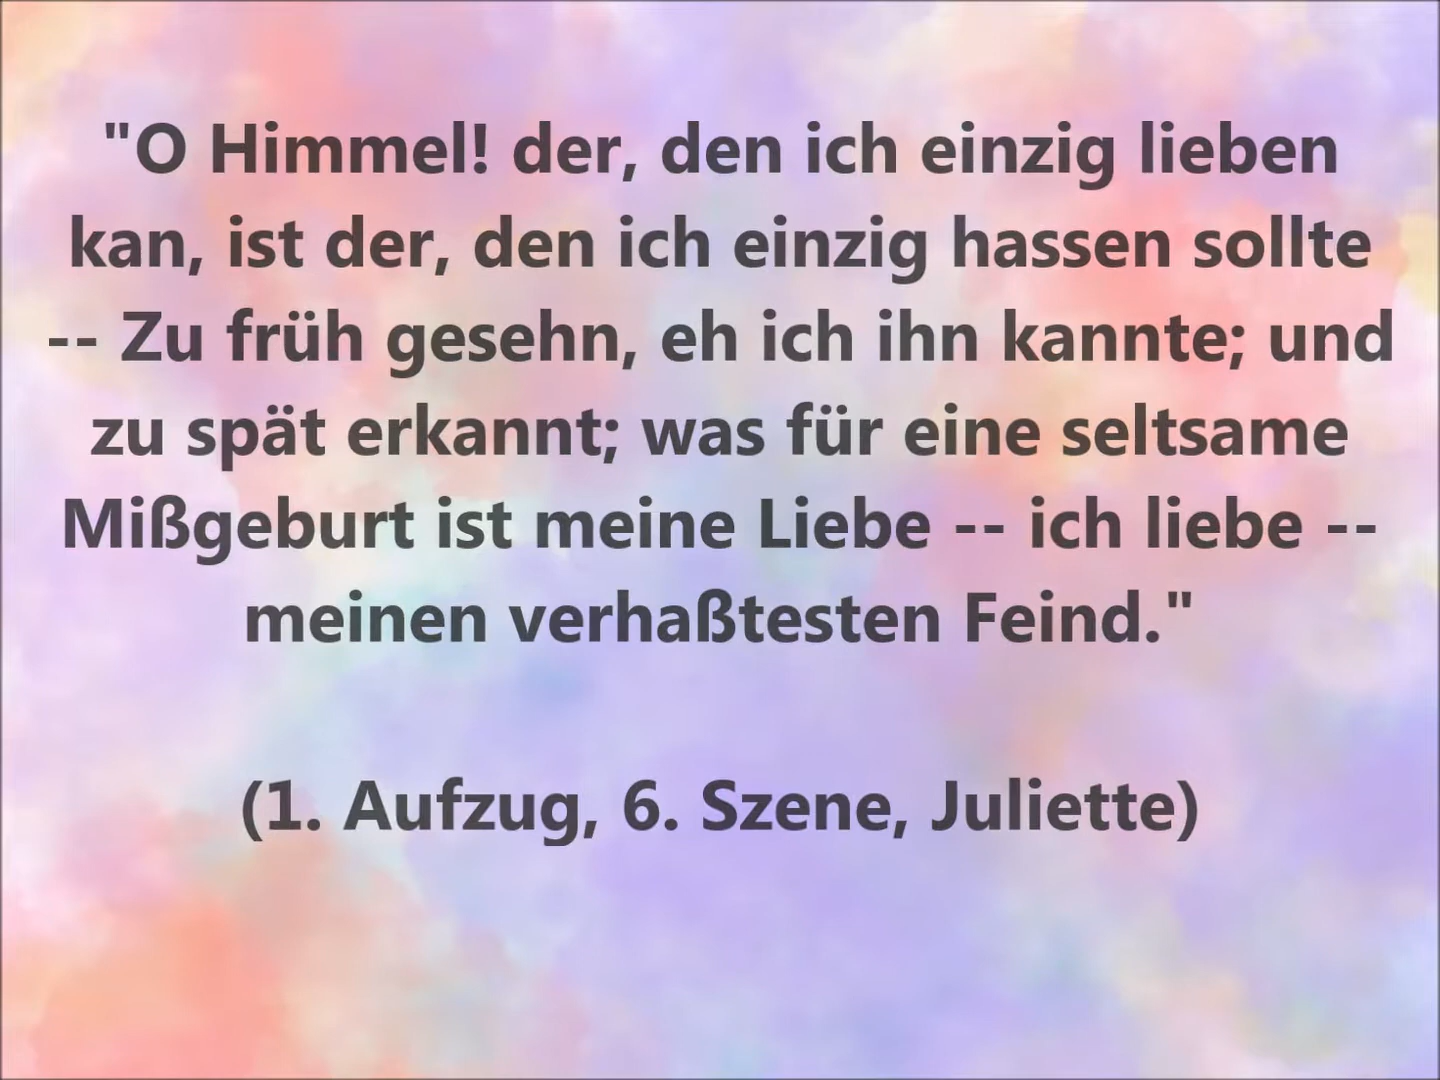 "O Himmel! der, den ich einzig lieben
kan, ist der, den ich einzig hassen sollte
-- Zu früh gesehn, eh ich ihn kannte; und
zu spät erkannt; was für eine seltsame
Mißgeburt ist meine Liebe -- ich liebe --
meinen verhaßtesten Feind."
(1. Aufzug, 6. Szene, Juliette)